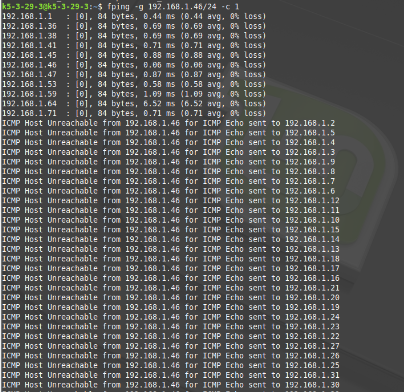 k5-3-29-3@k5-3-29-3:~$ fping -g 192.168.1.46/24 -c 1
192.168.1.1   : [0], 84 bytes, 0.44 ms (0.44 avg, 0% loss)
192.168.1.36  : [0], 84 bytes, 0.69 ms (0.69 avg, 0% loss)
192.168.1.38  : [0], 84 bytes, 0.69 ms (0.69 avg, 0% loss)
192.168.1.41  : [0], 84 bytes, 0.71 ms (0.71 avg, 0% loss)
192.168.1.45  : [0], 84 bytes, 0.88 ms (0.88 avg, 0% loss)
192.168.1.46  : [0], 84 bytes, 0.06 ms (0.06 avg, 0% loss)
192.168.1.47  : [0], 84 bytes, 0.87 ms (0.87 avg, 0% loss)
192.168.1.53  : [0], 84 bytes, 0.58 ms (0.58 avg, 0% loss)
192.168.1.59  : [0], 84 bytes, 1.09 ms (1.09 avg, 0% loss)
192.168.1.64  : [0], 84 bytes, 6.52 ms (6.52 avg, 0% loss)
192.168.1.71  : [0], 84 bytes, 0.71 ms (0.71 avg, 0% loss)
ICMP Host Unreachable from 192.168.1.46 for ICMP Echo sent to 192.168.1.2
ICMP Host Unreachable from 192.168.1.46 for ICMP Echo sent to 192.168.1.5
ICMP Host Unreachable from 192.168.1.46 for ICMP Echo sent to 192.168.1.4
ICMP Host Unreachable from 192.168.1.46 for ICMP Echo sent to 192.168.1.3
ICMP Host Unreachable from 192.168.1.46 for ICMP Echo sent to 192.168.1.9
ICMP Host Unreachable from 192.168.1.46 for ICMP Echo sent to 192.168.1.8
ICMP Host Unreachable from 192.168.1.46 for ICMP Echo sent to 192.168.1.7
ICMP Host Unreachable from 192.168.1.46 for ICMP Echo sent to 192.168.1.6
ICMP Host Unreachable from 192.168.1.46 for ICMP Echo sent to 192.168.1.12
ICMP Host Unreachable from 192.168.1.46 for ICMP Echo sent to 192.168.1.11
ICMP Host Unreachable from 192.168.1.46 for ICMP Echo sent to 192.168.1.10
ICMP Host Unreachable from 192.168.1.46 for ICMP Echo sent to 192.168.1.15
ICMP Host Unreachable from 192.168.1.46 for ICMP Echo sent to 192.168.1.14
ICMP Host Unreachable from 192.168.1.46 for ICMP Echo sent to 192.168.1.13
ICMP Host Unreachable from 192.168.1.46 for ICMP Echo sent to 192.168.1.18
ICMP Host Unreachable from 192.168.1.46 for ICMP Echo sent to 192.168.1.17
ICMP Host Unreachable from 192.168.1.46 for ICMP Echo sent to 192.168.1.16
ICMP Host Unreachable from 192.168.1.46 for ICMP Echo sent to 192.168.1.21
ICMP Host Unreachable from 192.168.1.46 for ICMP Echo sent to 192.168.1.20
ICMP Host Unreachable from 192.168.1.46 for ICMP Echo sent to 192.168.1.19
ICMP Host Unreachable from 192.168.1.46 for ICMP Echo sent to 192.168.1.24
ICMP Host Unreachable from 192.168.1.46 for ICMP Echo sent to 192.168.1.23
ICMP Host Unreachable from 192.168.1.46 for ICMP Echo sent to 192.168.1.22
ICMP Host Unreachable from 192.168.1.46 for ICMP Echo sent to 192.168.1.27
ICMP Host Unreachable from 192.168.1.46 for ICMP Echo sent to 192.168.1.26
ICMP Host Unreachable from 192.168.1.46 for ICMP Echo sent to 192.168.1.25
ICMP Host Unreachable from 192.168.1.46 for ICMP Echo sent to 192.168.1.31
ICMP Host Unreachable from 192.168.1.46 for ICMP Echo sent to 192.168.1.30